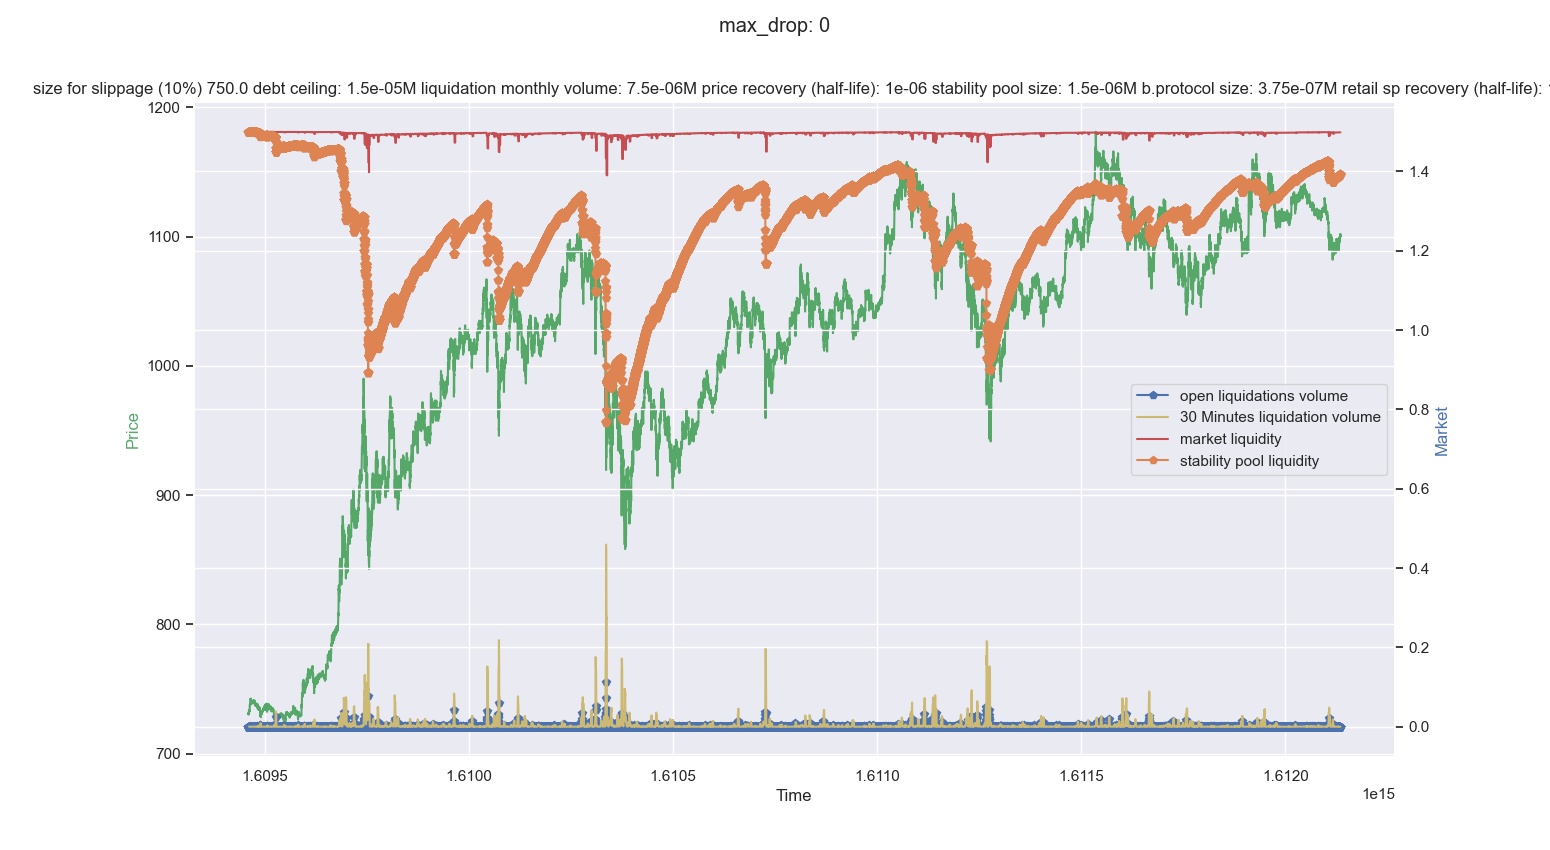 max_drop: 0
size for slippage (10%) 750.0 debt ceiling: 1.5e-05M liquidation monthly volume: 7.5e-06M price recovery (half-life): 1e-06 stability pool size: 1.5e-06M b.protocol size: 3.75e-07M retail sp recovery (half-life):
1200
1100
1000
900
800
700
Price
1.4
1.2
1.0
0.8
0.6
0.4
0.2
0.0
Market
open liquidations volume
30 Minutes liquidation volume
market liquidity
stability pool liquidity
1.6095
1.6100
1.6105
1.6110
1.6115
1.6120
Time
1e15